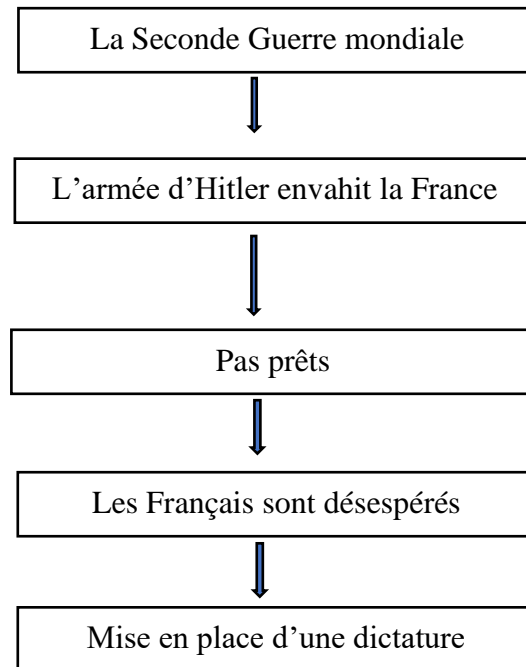 La Seconde Guerre mondiale
L’armée d’Hitler envahit la France
Pas prêts
Les Français sont désespérés
Mise en place d’une dictature